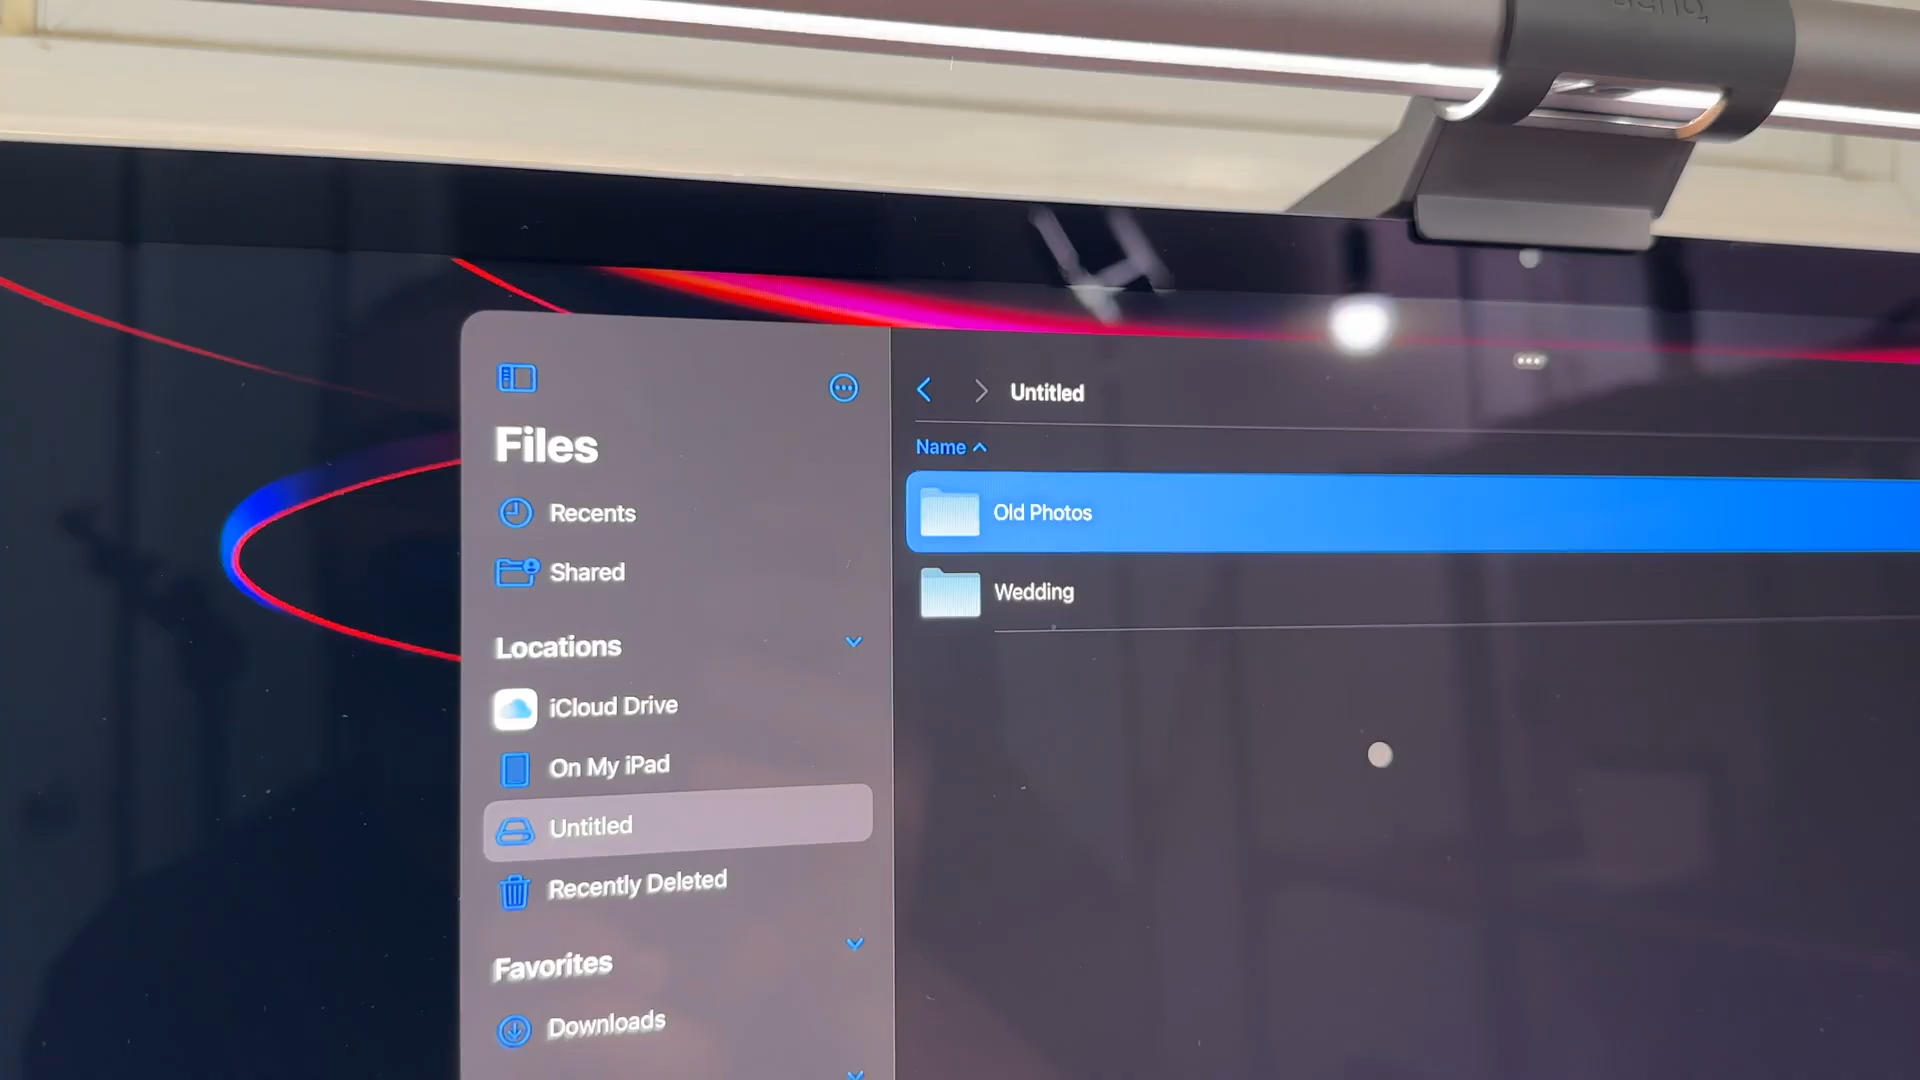 Files
Recents
Shared
Locations
iCloud Drive
On My iPad
Untitled
Recently Deleted
Favorites
Downloads
Untitled
Name
Old Photos
Wedding